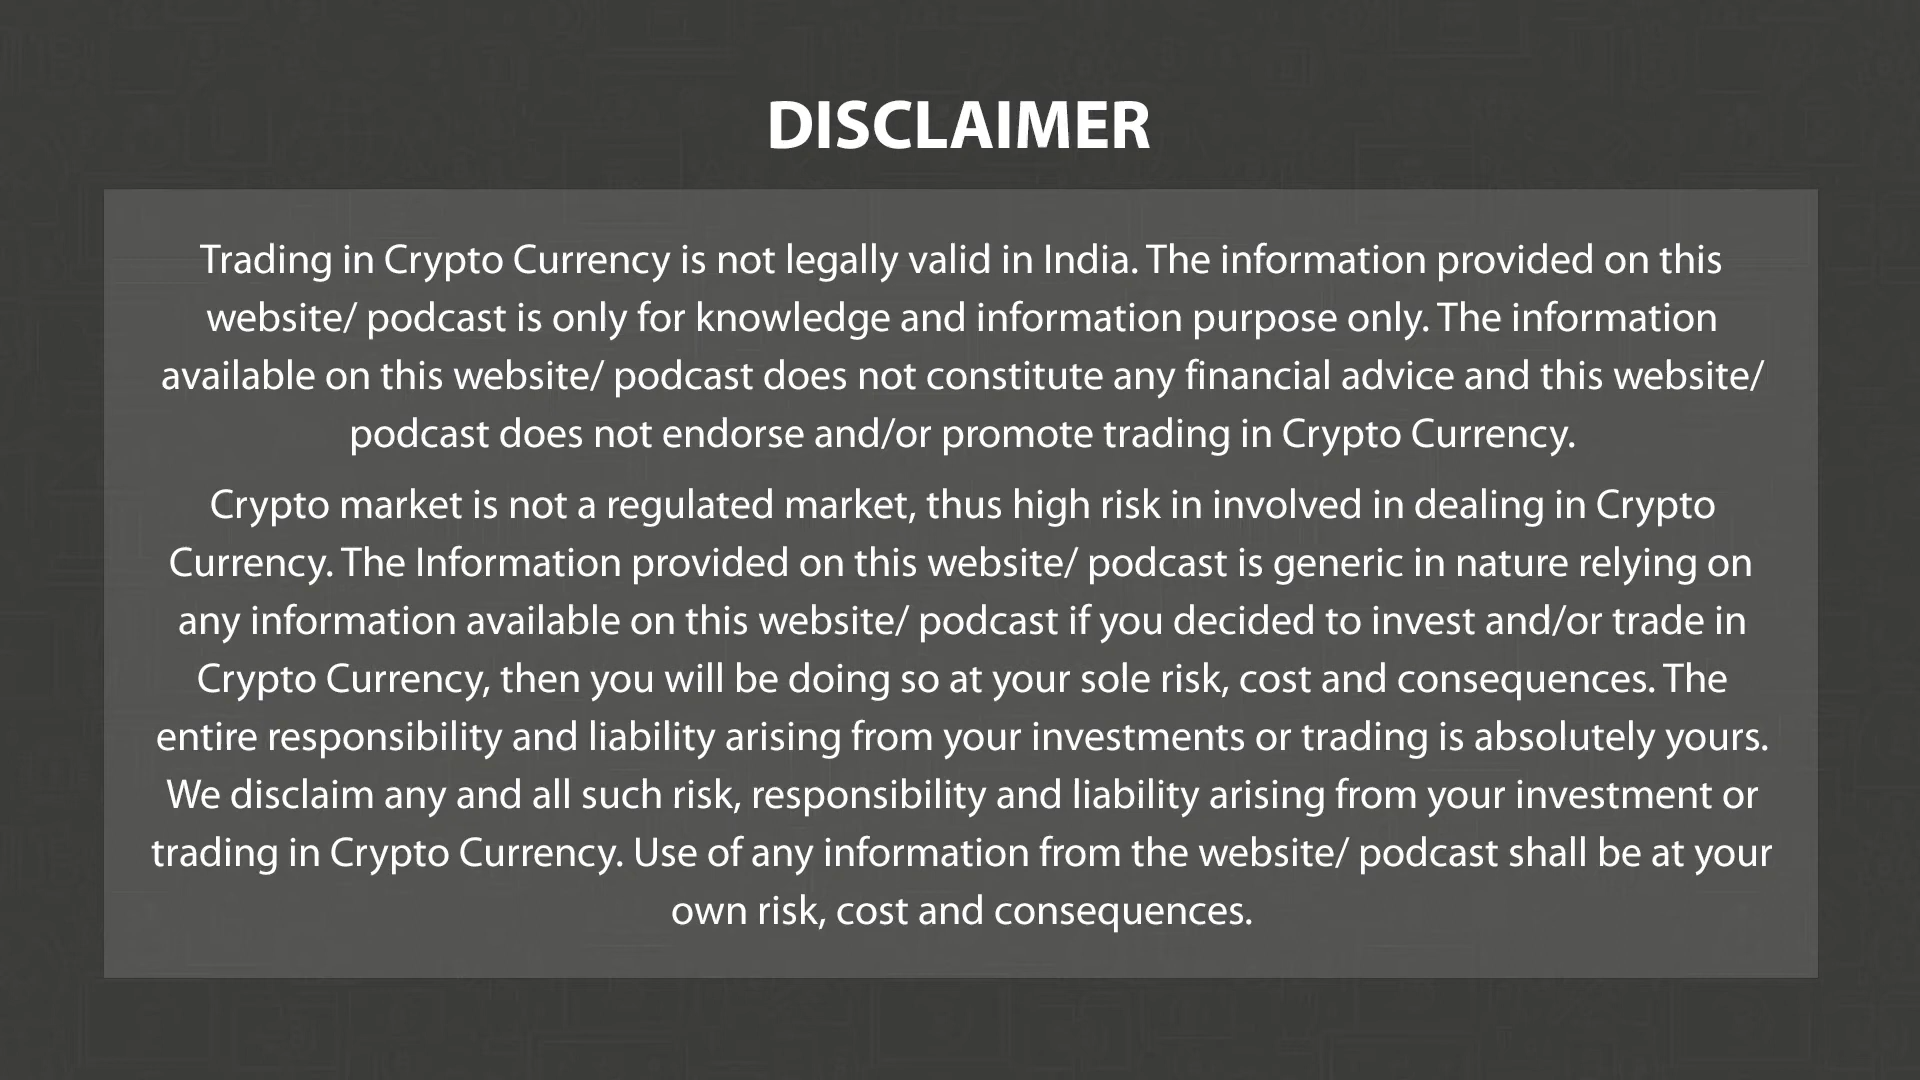 DISCLAIMER
Trading in Crypto Currency is not legally valid in India. The information provided on this
website/ podcast is only for knowledge and information purpose only. The information
available on this website/ podcast does not constitute any financial advice and this website/
podcast does not endorse and/or promote trading in Crypto Currency.
Crypto market is not a regulated market, thus high risk in involved in dealing in Crypto
Currency. The Information provided on this website/ podcast is generic in nature relying on
any information available on this website/ podcast if you decided to invest and/or trade in
Crypto Currency, then you will be doing so at your sole risk, cost and consequences. The
entire responsibility and liability arising from your investments or trading is absolutely yours.
We disclaim any and all such risk, responsibility and liability arising from your investment or
trading in Crypto Currency. Use of any information from the website/ podcast shall be at your
own risk, cost and consequences.